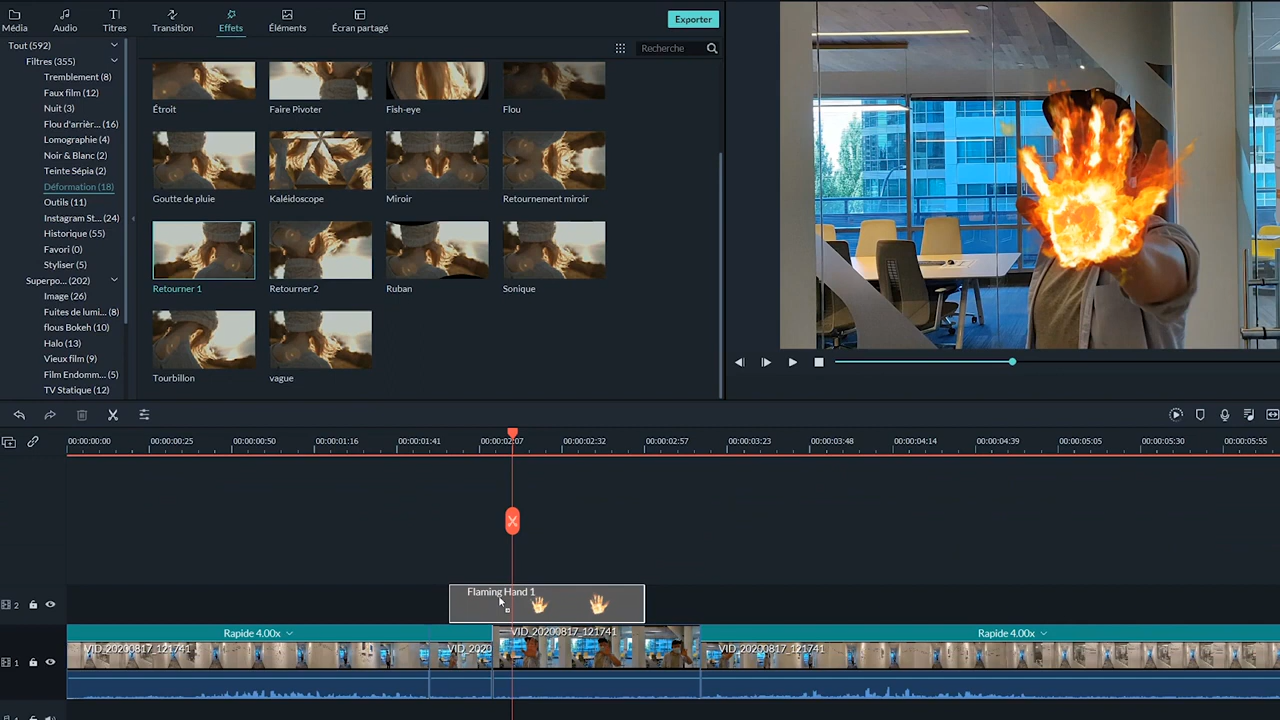 Média Audio Titres Transition Effets Éléments Écran partagé Exporter
Tout (592)
Filtres (355)
Tremblement (8)
Faux film (12)
Nuit (3)
Flou d'arrièr... (16)
Lomographie (4)
Noir & Blanc (2)
Teinte Sépia (2)
Déformation (18)
Outils (11)
Instagram St... (24)
Historique (55)
Favori (0)
Styliser (5)
Superpo... (202)
Image (26)
Fuites de lumi... (8)
flous Bokeh (10)
Halo (13)
Vieux film (9)
Film Endomm... (5)
TV Statique (12)
Recherche
Étroit Faire Pivoter Fish-eye Flou
Goutte de pluie Kaléidoscope Miroir Retournement miroir
Retourner 1 Retourner 2 Ruban Sonique
Tourbillon vague
00:00:00:00 00:00:00:25 00:00:00:50 00:00:01:16 00:00:01:41 00:00:02:07 00:00:02:32 00:00:02:57 00:00:03:23 00:00:03:48 00:00:04:14 00:00:04:39 00:00:05:05 00:00:05:30 00:00:05:55
2
Flaming Hand 1
Rapide 4.00x Rapide 4.00x
1
VID_20200817_121741 VID_2020 VID_20200817_121741 VID_20200817_121741